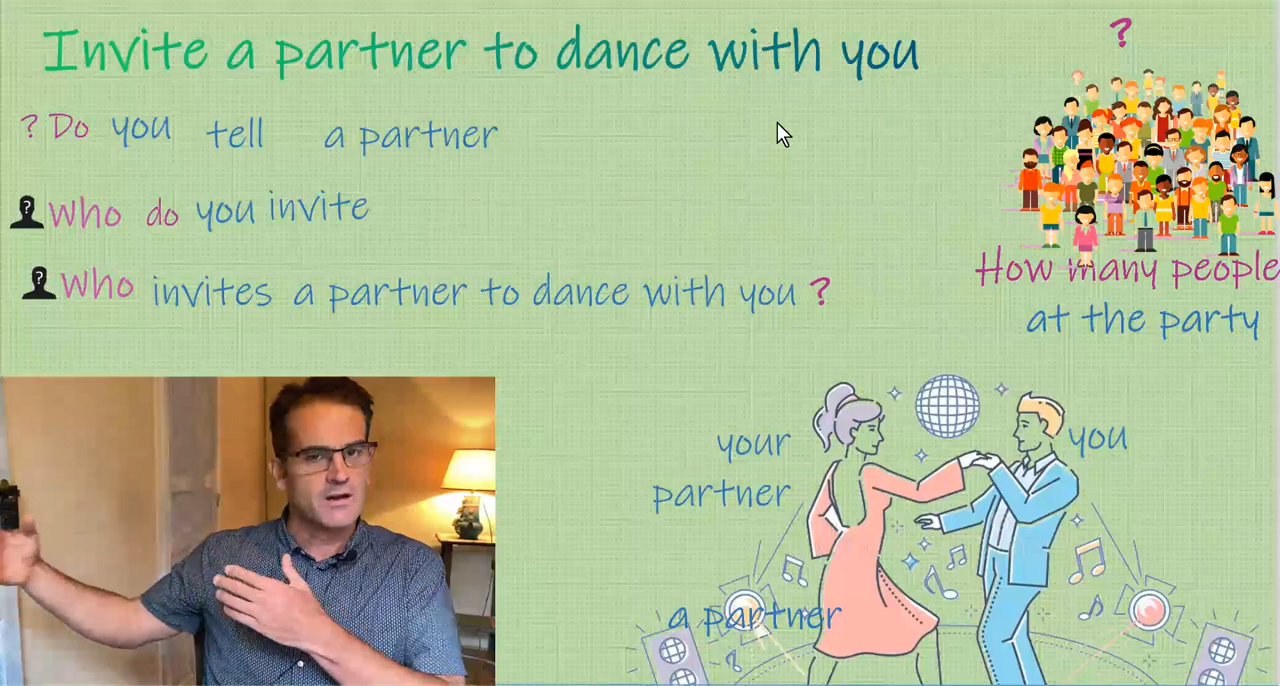 Invite a partner to dance with you
?
? Do you tell a partner
? Who do you invite
? Who invites a partner to dance with you ?
How many people
at the party
your
partner
you
a partner